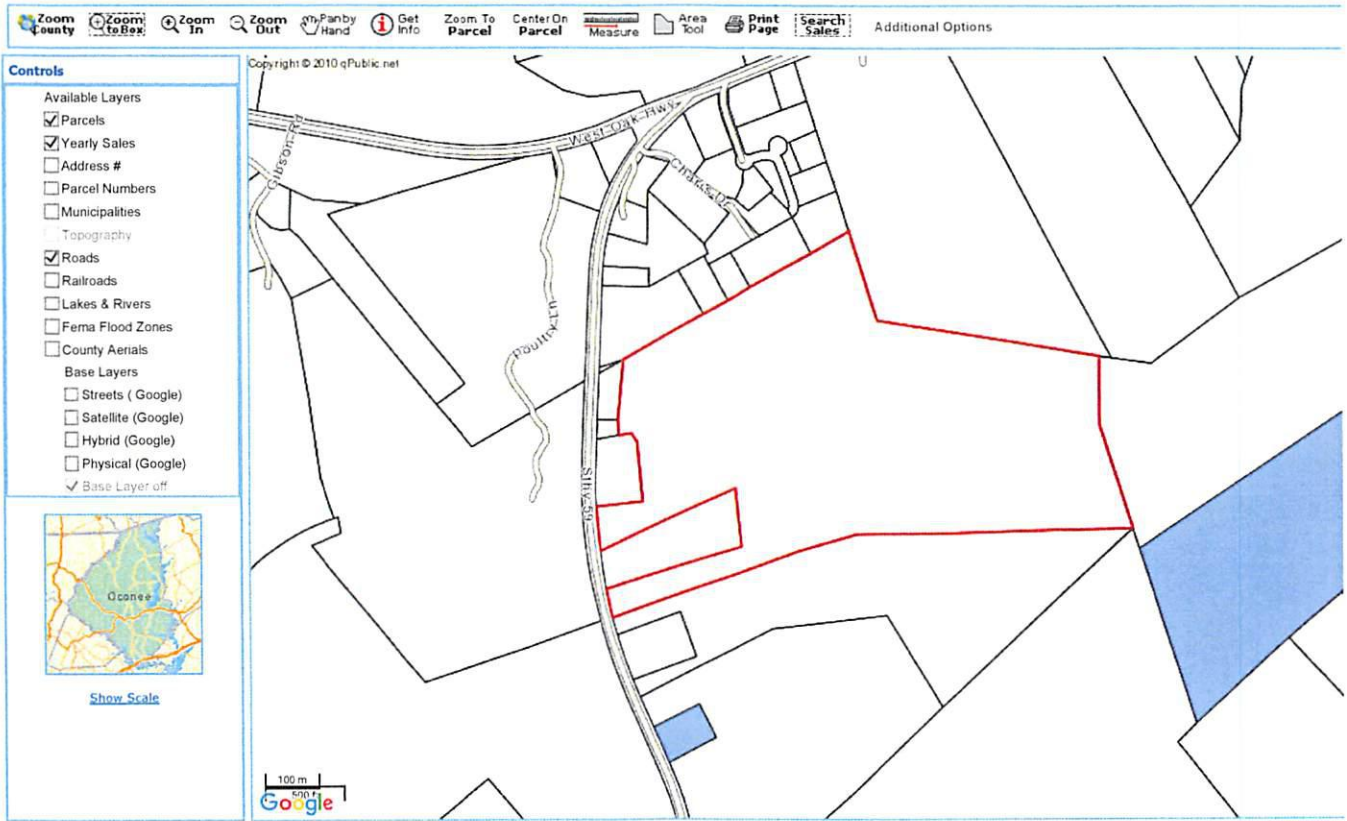 Zoom County
Zoom to Box
Zoom In
Zoom Out
Pan by Hand
Get Info
Zoom To Parcel
Center On Parcel
Measure
Area Tool
Print Page
Search Sales
Additional Options
Controls
Available Layers
Parcels
Yearly Sales
Address #
Parcel Numbers
Municipalities
Topography
Roads
Railroads
Lakes & Rivers
Fema Flood Zones
County Aerials
Base Layers
Streets ( Google)
Satellite (Google)
Hybrid (Google)
Physical (Google)
Base Layer off
Oconee
Show Scale
Copyright © 2010 qPublic.net
Gibson Rd
West Oak Hwy
Poultry Ln
100 m
500 f
Google